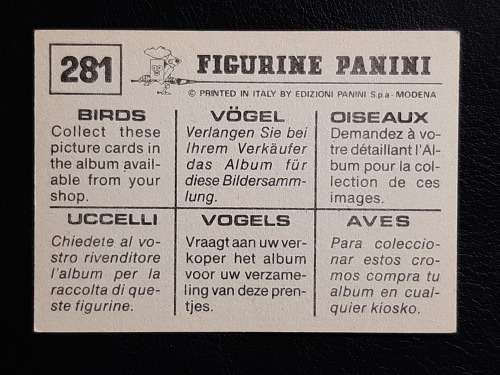 281
FIGURINE PANINI
© PRINTED IN ITALY BY EDIZIONI PANINI S.p.a - MODENA
BIRDS
Collect these
picture cards in
the album avail-
able from your
shop.
VÖGEL
Verlangen Sie bei
Ihrem Verkäufer
das Album für
diese Bildersamm-
lung.
OISEAUX
Demandez à vo-
tre détaillant l'Al-
bum pour la col-
lection de ces
images.
UCCELLI
Chiedete al vo-
stro rivenditore
l'album per la
raccolta di que-
ste figurine.
VOGELS
Vraagt aan uw ver-
koper het album
voor uw verzame-
ling van deze pren-
tjes.
AVES
Para coleccio-
nar estos cro-
mos compra tu
album en cual-
quier kiosko.